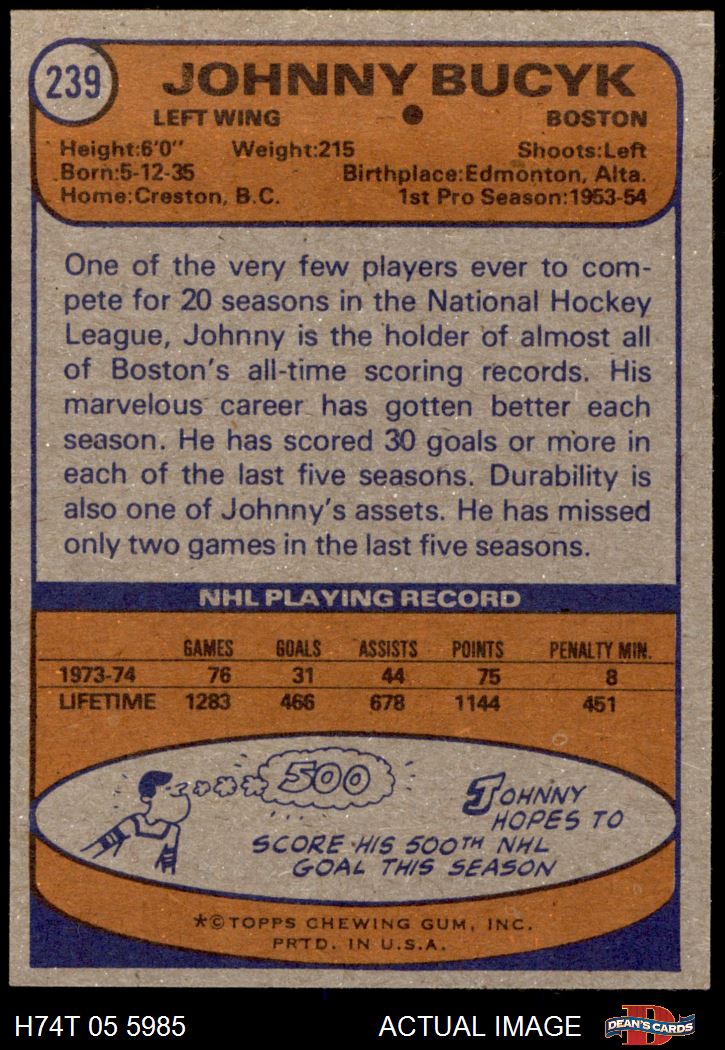 239
JOHNNY BUCYK
LEFT WING • BOSTON
Height:6'0" Weight:215 Shoots:Left
Born:5-12-35 Birthplace:Edmonton, Alta.
Home:Creston, B.C. 1st Pro Season:1953-54
One of the very few players ever to com-
pete for 20 seasons in the National Hockey
League, Johnny is the holder of almost all
of Boston's all-time scoring records. His
marvelous career has gotten better each
season. He has scored 30 goals or more in
each of the last five seasons. Durability is
also one of Johnny's assets. He has missed
only two games in the last five seasons.
NHL PLAYING RECORD
GAMES GOALS ASSISTS POINTS PENALTY MIN.
1973-74 76 31 44 75 8
LIFETIME 1283 466 678 1144 451
500
JOHNNY
HOPES TO
SCORE HIS 500TH NHL
GOAL THIS SEASON
*©TOPPS CHEWING GUM, INC.
PRTD. IN U.S.A.
H74T 05 5985 ACTUAL IMAGE
D
DEAN'S CARDS